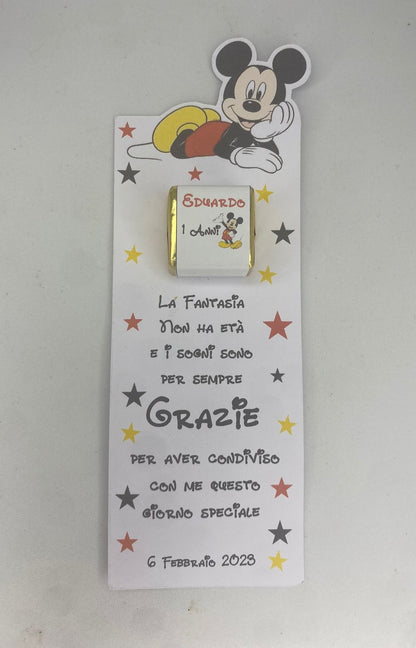 Eduardo
1 Anni
La Fantasia
Non ha età
e i sogni sono
per sempre
Grazie
per aver condiviso
con me questo
giorno speciale
6 Febbraio 2023